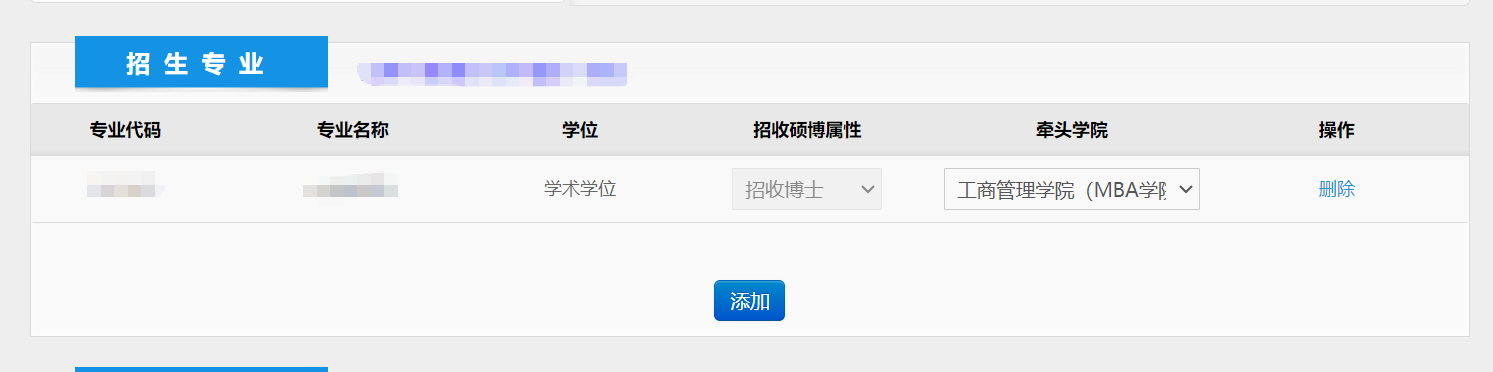 招生专业
专业代码 专业名称 学位 招收硕博属性 牵头学院 操作
学术学位 招收博士 工商管理学院（MBA学 删除
添加